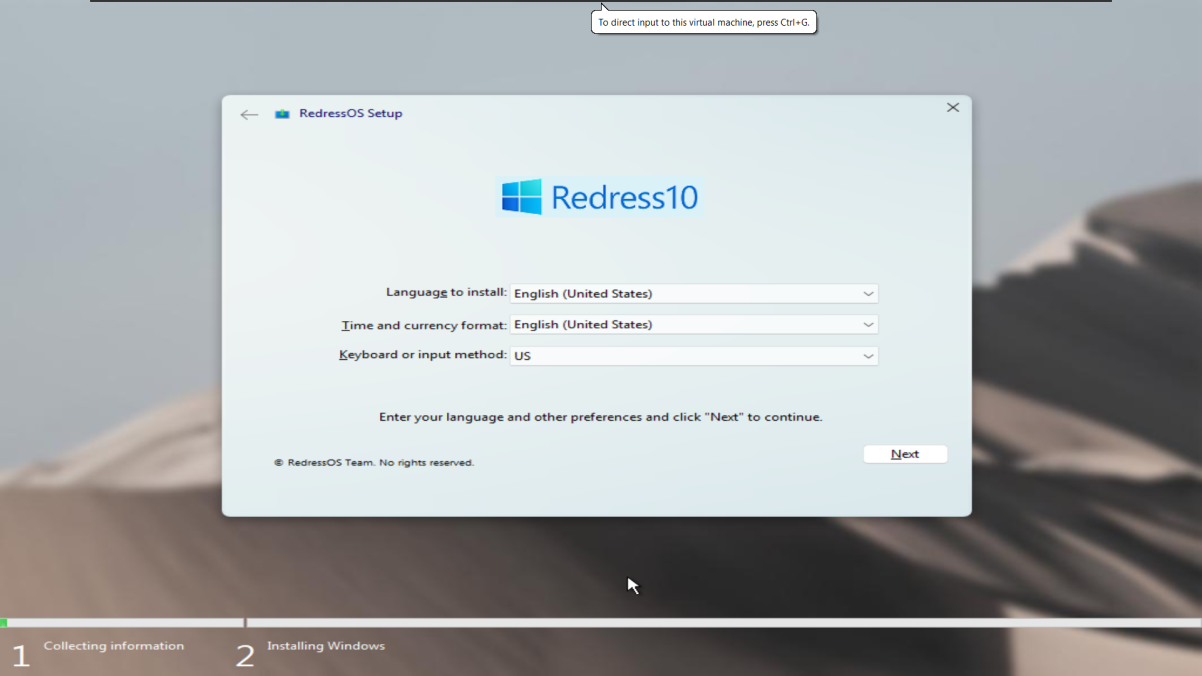 To direct input to this virtual machine, press Ctrl+G.
RedressOS Setup
Redress10
Language to install: English (United States)
Time and currency format: English (United States)
Keyboard or input method: US
Enter your language and other preferences and click "Next" to continue.
© RedressOS Team. No rights reserved.
Next
1 Collecting information
2 Installing Windows